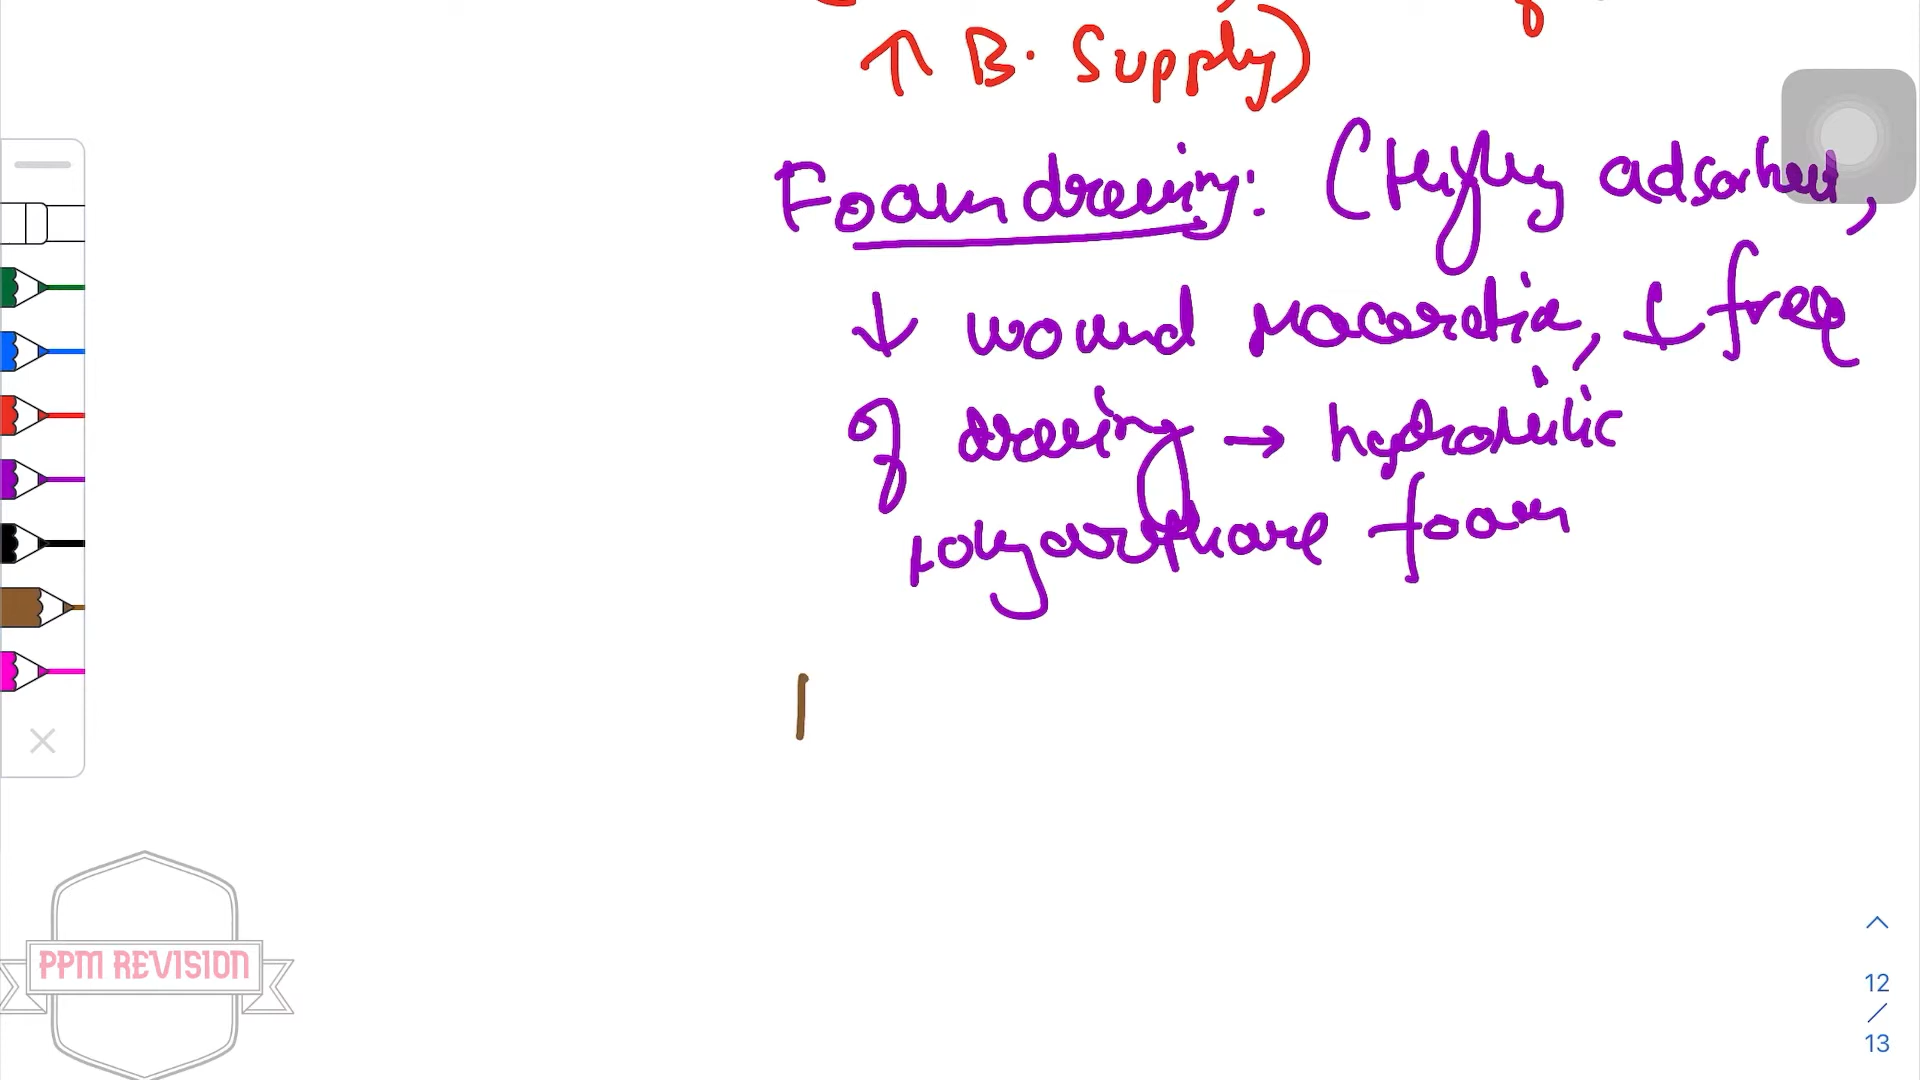 ↑ B. Supply)
Foam dressing: (Highly adsorbent,
↓ wound maceration, ↓ freq
of dressing → hydrophilic
polyurethane foam
PPM REVISION
12
/
13